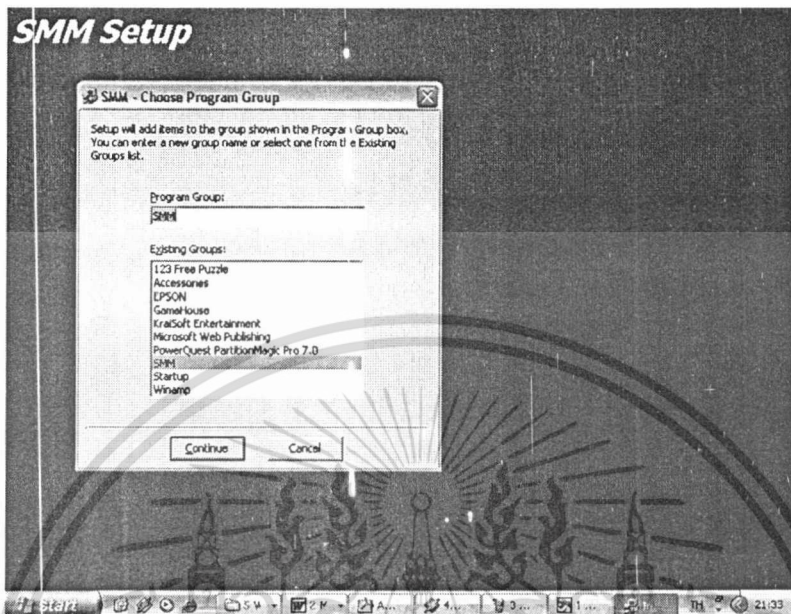 SMM Setup
SMM - Choose Program Group
Setup will add items to the group shown in the Program Group box.
You can enter a new group name or select one from the Existing
Groups list.
Program Group:
SMM
Existing Groups:
123 Free Puzzle
Accessories
EPSON
GameHouse
KraiSoft Entertainment
Microsoft Web Publishing
PowerQuest PartitionMagic Pro 7.0
SMM
Startup
Winamp
Continue
Cancel
start
TH
21:33